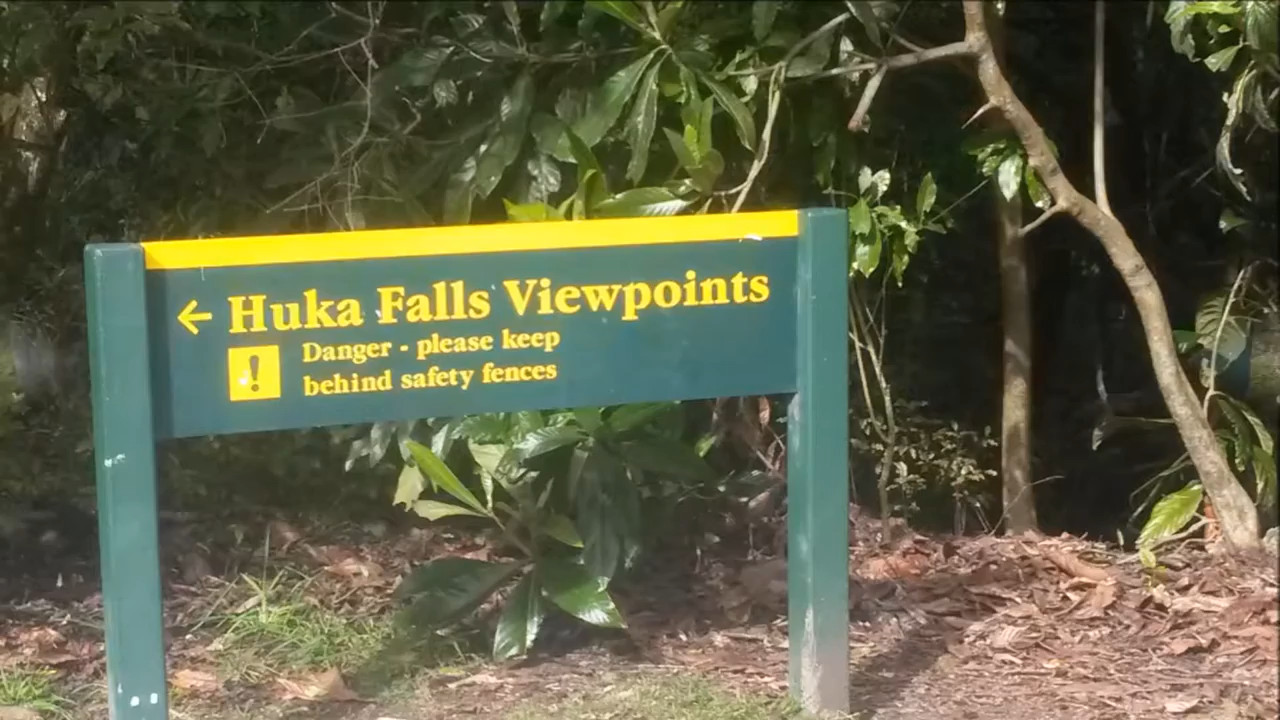 ← Huka Falls Viewpoints
! Danger - please keep
behind safety fences